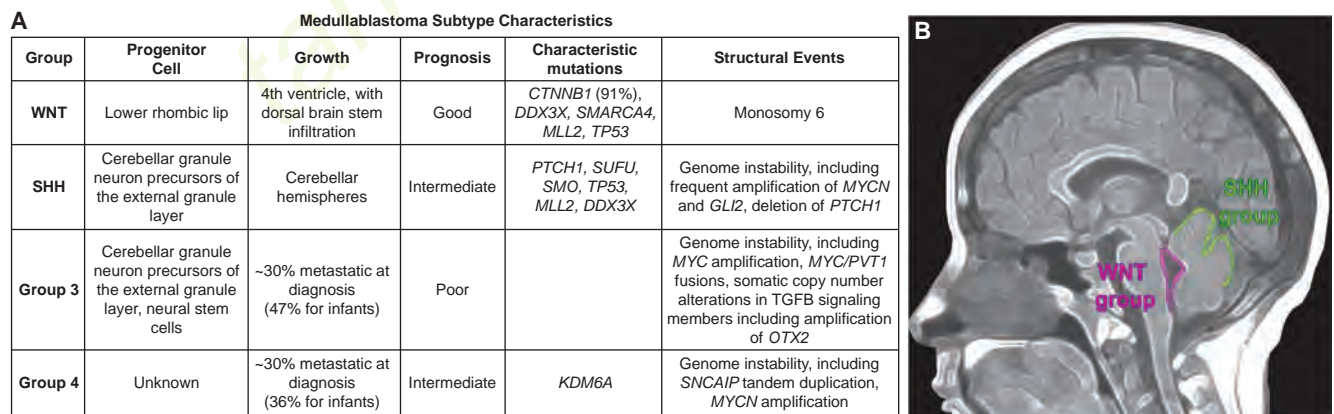 A
Medullablastoma Subtype Characteristics
Group
Progenitor
Cell
Growth
Prognosis
Characteristic
mutations
Structural Events
WNT
Lower rhombic lip
4th ventricle, with
dorsal brain stem
infiltration
Good
CTNNB1 (91%),
DDX3X, SMARCA4,
MLL2, TP53
Monosomy 6
SHH
Cerebellar granule
neuron precursors of
the external granule
layer
Cerebellar
hemispheres
Intermediate
PTCH1, SUFU,
SMO, TP53,
MLL2, DDX3X
Genome instability, including
frequent amplification of MYCN
and GLI2, deletion of PTCH1
Group 3
Cerebellar granule
neuron precursors of
the external granule
layer, neural stem
cells
~30% metastatic at
diagnosis
(47% for infants)
Poor
Genome instability, including
MYC amplification, MYC/PVT1
fusions, somatic copy number
alterations in TGFB signaling
members including amplification
of OTX2
Group 4
Unknown
~30% metastatic at
diagnosis
(36% for infants)
Intermediate
KDM6A
Genome instability, including
SNCAIP tandem duplication,
MYCN amplification
B
SHH
group
WNT
group